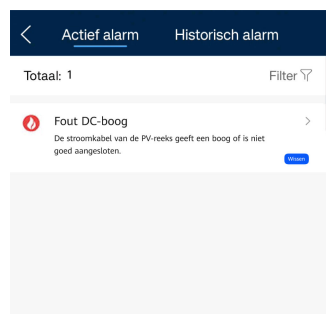 Actief alarm Historisch alarm
Totaal: 1 Filter
Fout DC-boog
De stroomkabel van de PV-reeks geeft een boog of is niet
goed aangesloten.
Wissen